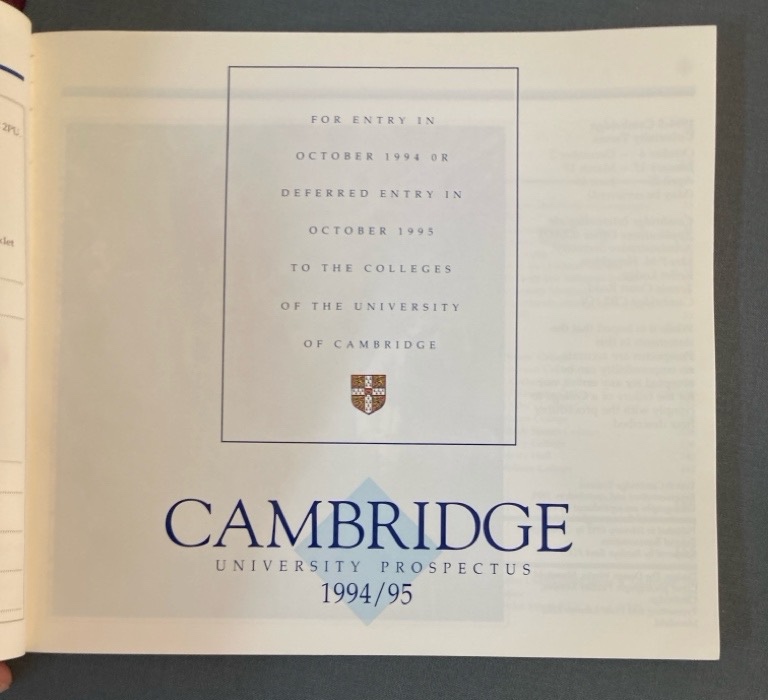 2PU.
FOR ENTRY IN
OCTOBER 1994 OR
DEFERRED ENTRY IN
OCTOBER 1995
TO THE COLLEGES
OF THE UNIVERSITY
OF CAMBRIDGE
CAMBRIDGE
UNIVERSITY PROSPECTUS
1994/95